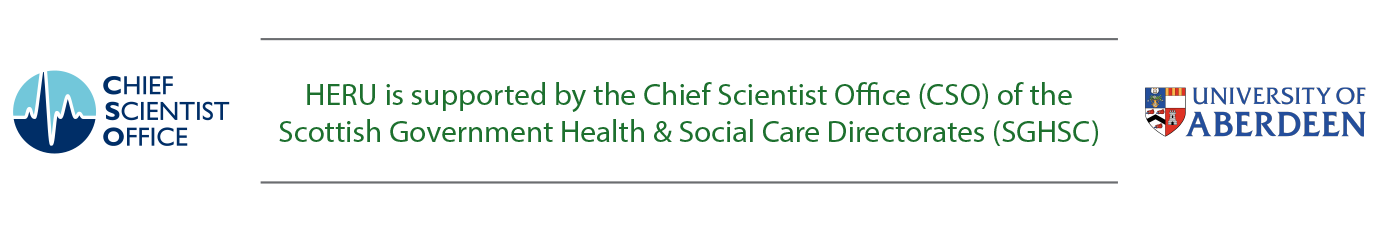 CHIEF
SCIENTIST
OFFICE
HERU is supported by the Chief Scientist Office (CSO) of the
Scottish Government Health & Social Care Directorates (SGHSC)
UNIVERSITY OF
ABERDEEN